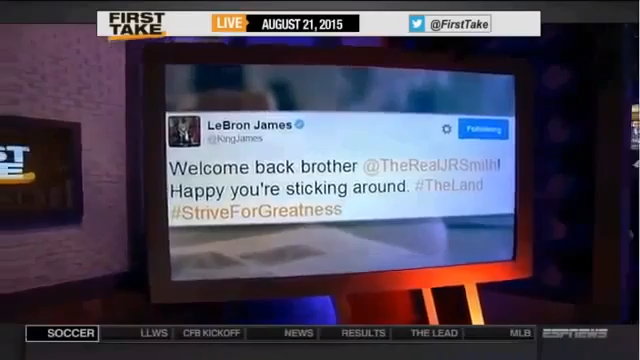 FIRST TAKE
LIVE AUGUST 21, 2015 @FirstTake
LeBron James
@KingJames
Following
Welcome back brother @TheRealJRSmith!
Happy you're sticking around. #TheLand
#StriveForGreatness
ST
E
SOCCER LLWS CFB KICKOFF NEWS RESULTS THE LEAD MLB ESPNEWS